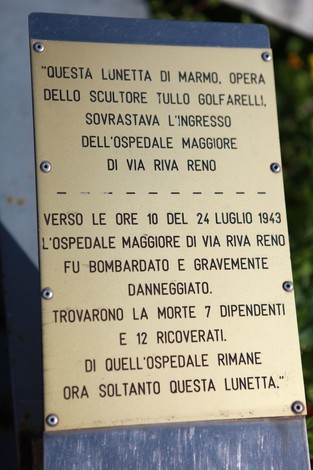 "QUESTA LUNETTA DI MARMO, OPERA
DELLO SCULTORE TULLO GOLFARELLI,
SOVRASTAVA L'INGRESSO
DELL'OSPEDALE MAGGIORE
DI VIA RIVA RENO
— — — — — — — — — — — —
VERSO LE ORE 10 DEL 24 LUGLIO 1943
L'OSPEDALE MAGGIORE DI VIA RIVA RENO
FU BOMBARDATO E GRAVEMENTE
DANNEGGIATO.
TROVARONO LA MORTE 7 DIPENDENTI
E 12 RICOVERATI.
DI QUELL'OSPEDALE RIMANE
ORA SOLTANTO QUESTA LUNETTA."